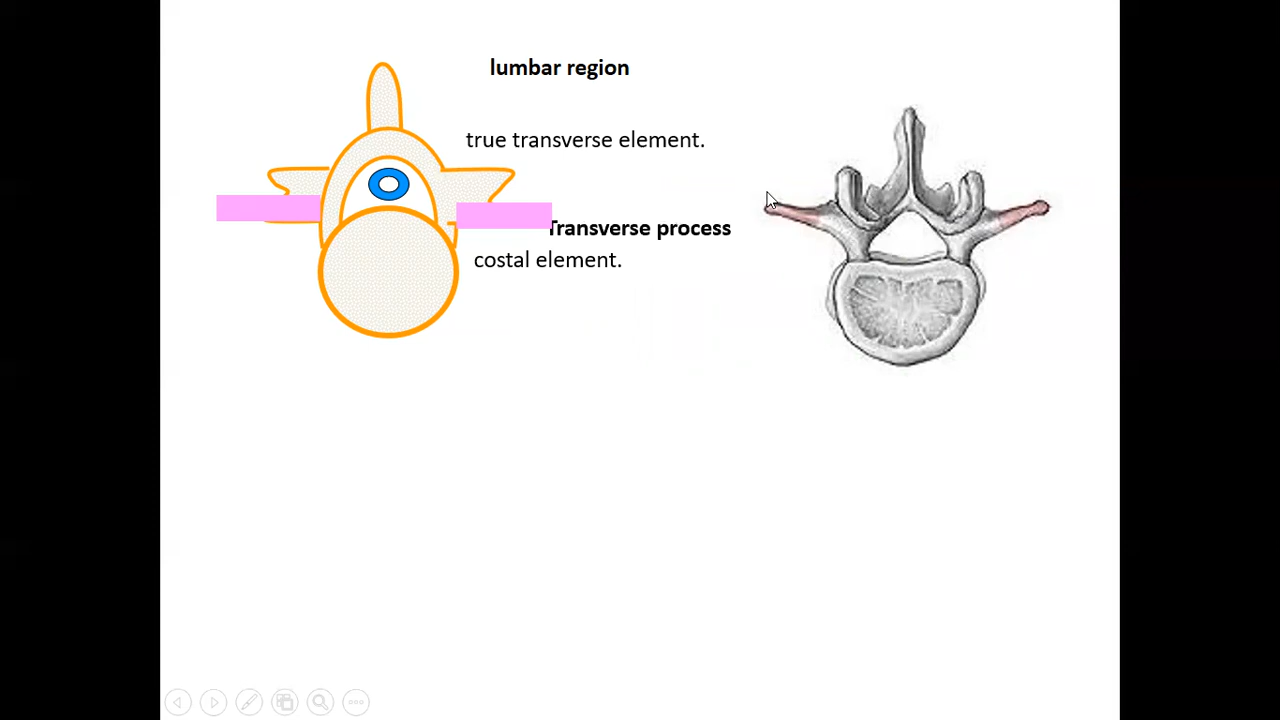 lumbar region
true transverse element.
Transverse process
costal element.